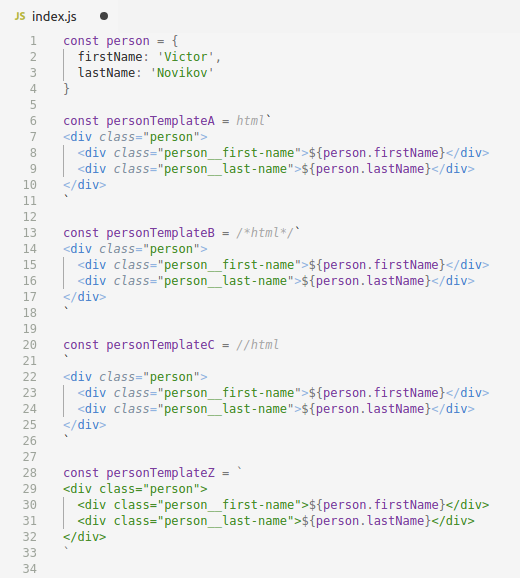 JS index.js ●
1 const person = {
2   firstName: 'Victor',
3   lastName: 'Novikov'
4 }
5
6 const personTemplateA = html`
7 <div class="person">
8   <div class="person__first-name">${person.firstName}</div>
9   <div class="person__last-name">${person.lastName}</div>
10 </div>
11 `
12
13 const personTemplateB = /*html*/`
14 <div class="person">
15   <div class="person__first-name">${person.firstName}</div>
16   <div class="person__last-name">${person.lastName}</div>
17 </div>
18 `
19
20 const personTemplateC = //html
21 `
22 <div class="person">
23   <div class="person__first-name">${person.firstName}</div>
24   <div class="person__last-name">${person.lastName}</div>
25 </div>
26 `
27
28 const personTemplateZ = `
29 <div class="person">
30   <div class="person__first-name">${person.firstName}</div>
31   <div class="person__last-name">${person.lastName}</div>
32 </div>
33 `
34